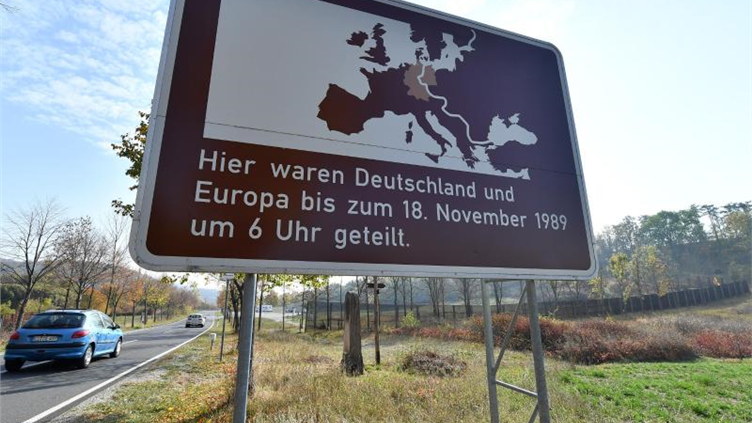 Hier waren Deutschland und
Europa bis zum 18. November 1989
um 6 Uhr geteilt.